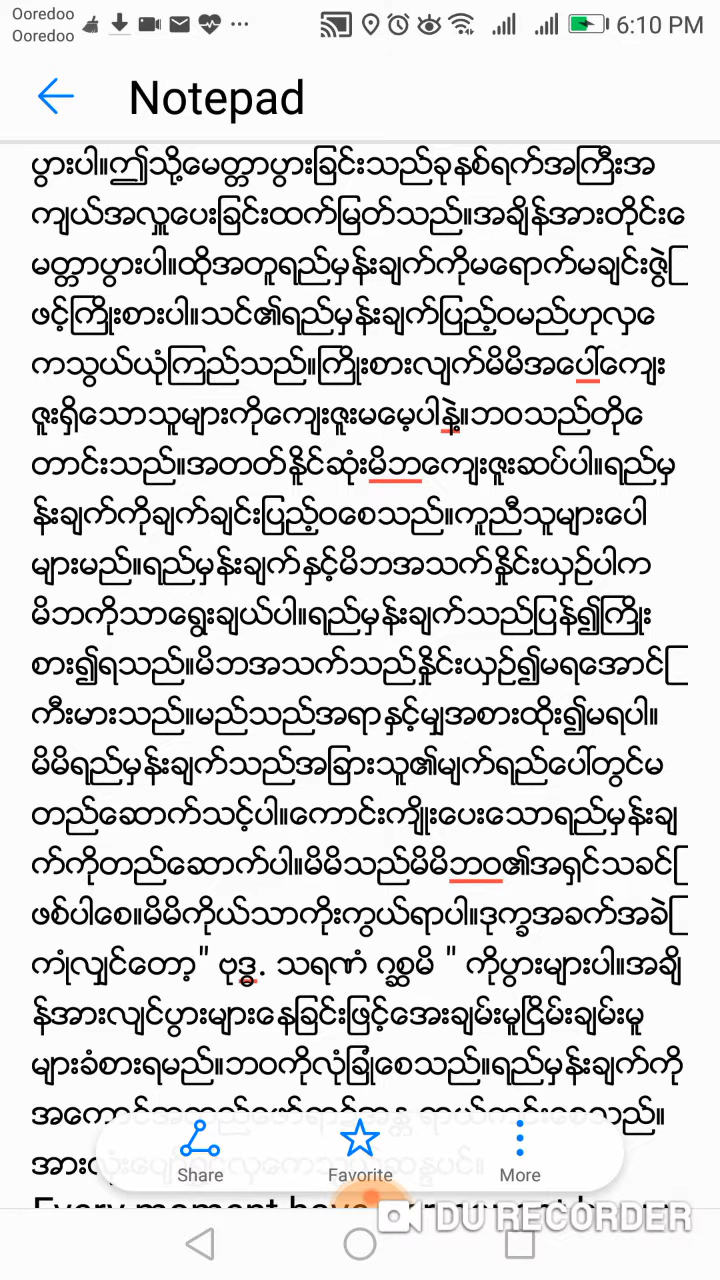 Ooredoo
Ooredoo
6:10 PM
Notepad
ပွားပါ။ဤသို့မေတ္တာပွားခြင်းသည်ခုနစ်ရက်အကြီးအ
ကျယ်အလှူပေးခြင်းထက်မြတ်သည်။အချိန်အားတိုင်းေ
မတ္တာပွားပါ။ထိုအတူရည်မှန်းချက်ကိုမရောက်မချင်းဇွဲြ
ဖင့်ကြိုးစားပါ။သင်၏ရည်မှန်းချက်ပြည့်ဝမည်ဟုလှေ
ကသွယ်ယုံကြည်သည်။ကြိုးစားလျက်မိမိအပေါ်ကျေး
ဇူးရှိသောသူများကိုကျေးဇူးမမေ့ပါနဲ့။ဘဝသည်တိုေ
တာင်းသည်။အတတ်နိူင်ဆုံးမိဘကျေးဇူးဆပ်ပါ။ရည်မှ
န်းချက်ကိုချက်ချင်းပြည့်ဝစေသည်။ကူညီသူများပေါ
များမည်။ရည်မှန်းချက်နှင့်မိဘအသက်နှိူင်းယှဉ်ပါက
မိဘကိုသာရွေးချယ်ပါ။ရည်မှန်းချက်သည်ပြန်၍ကြိုး
စား၍ရသည်။မိဘအသက်သည်နှိူင်းယှဉ်၍မရအောင်ြ
ကီးမားသည်။မည်သည်အရာနှင့်မျှအစားထိုး၍မရပါ။
မိမိရည်မှန်းချက်သည်အခြားသူ၏မျက်ရည်ပေါ်တွင်မ
တည်ဆောက်သင့်ပါ။ကောင်းကျိုးပေးသောရည်မှန်းချ
က်ကိုတည်ဆောက်ပါ။မိမိသည်မိမိဘဝ၏အရှင်သခင်ြ
ဖစ်ပါစေ။မိမိကိုယ်သာကိုးကွယ်ရာပါ။ဒုက္ခအခက်အခဲြ
ကုံလျှင်တော့" ဗုဒ္ဓ. သရဏံ ဂစ္ဆမိ " ကိုပွားများပါ။အချိ
န်အားလျင်ပွားများနေခြင်းဖြင့်အေးချမ်းမှုငြိမ်းချမ်းမှု
များခံစားရမည်။ဘဝကိုလုံခြုံစေသည်။ရည်မှန်းချက်ကို
Share
Favorite
More
Every moment
DU RECORDER